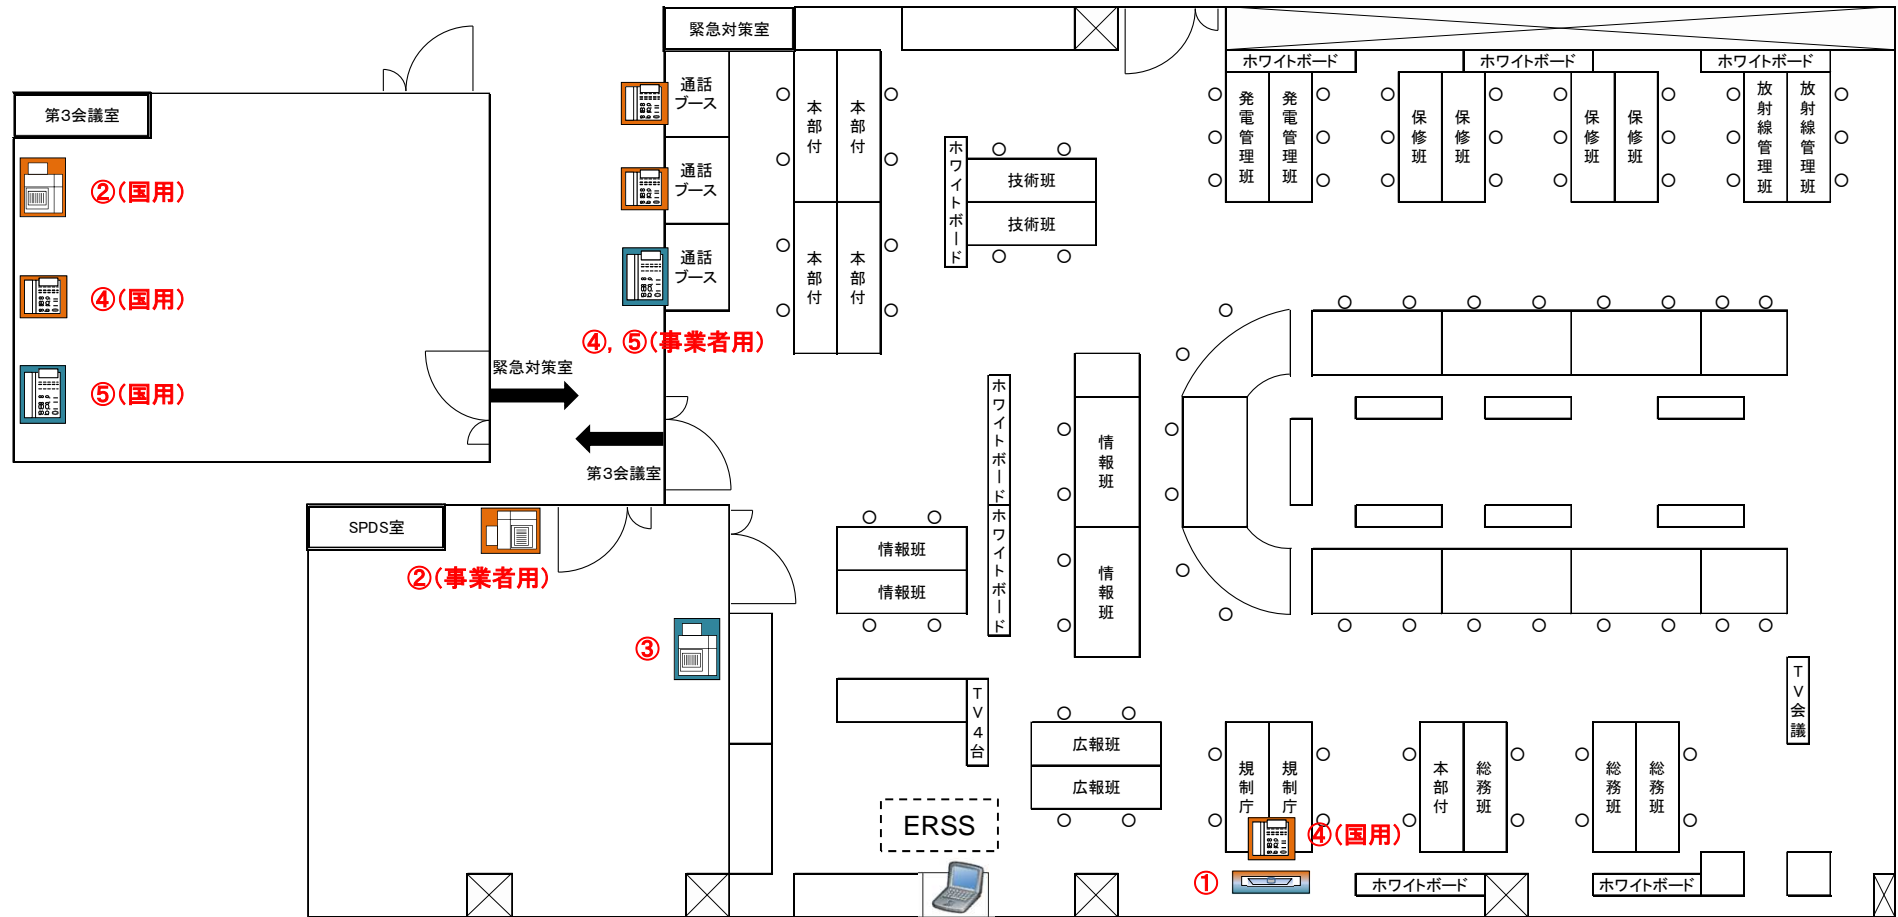 緊急対策室
第3会議室
②(国用)
④(国用)
⑤(国用)
通話
ブース
通話
ブース
通話
ブース
④, ⑤(事業者用)
緊急対策室
第3会議室
本部付
本部付
本部付
本部付
ホワイトボード
技術班
技術班
ホワイトボード
ホワイトボード
ホワイトボード
発電管理班
発電管理班
保修班
保修班
保修班
保修班
放射線管理班
放射線管理班
SPDS室
②(事業者用)
③
情報班
情報班
ホワイトボード
ホワイトボード
情報班
情報班
TV4台
TV会議
広報班
広報班
ERSS
規制庁
規制庁
④(国用)
①
本部付
総務班
総務班
総務班
ホワイトボード
ホワイトボード